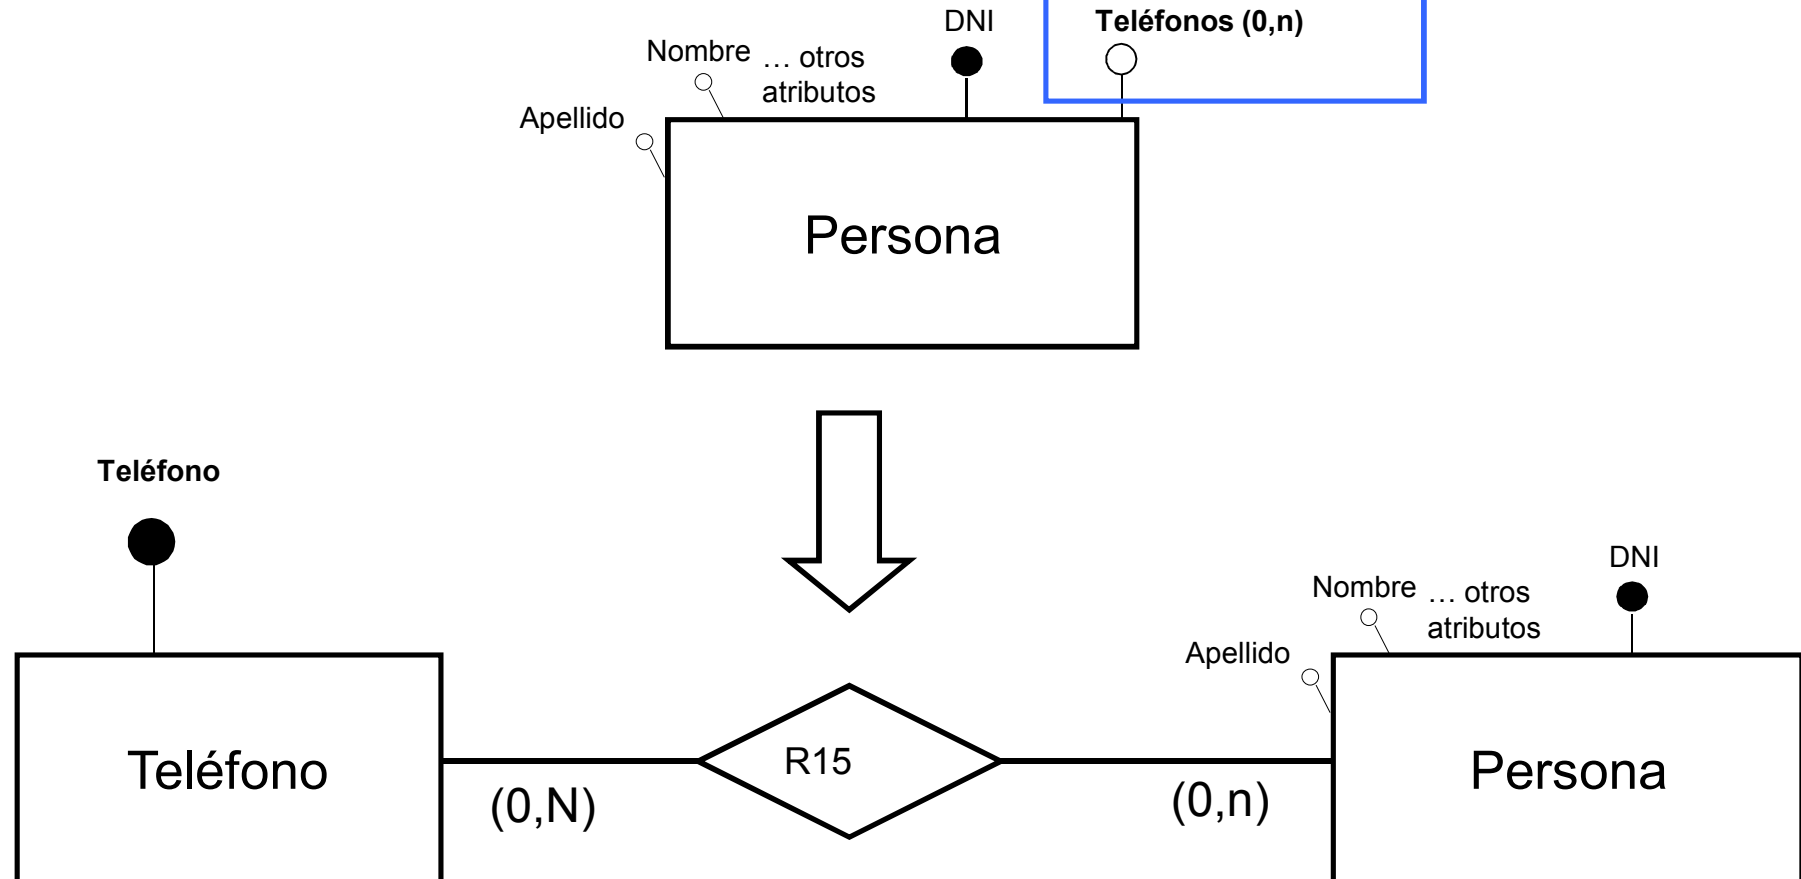 DNI
Teléfonos (0,n)
Nombre
… otros
atributos
Apellido
Persona
Teléfono
DNI
Nombre
… otros
atributos
Apellido
Teléfono
R15
Persona
(0,N)
(0,n)